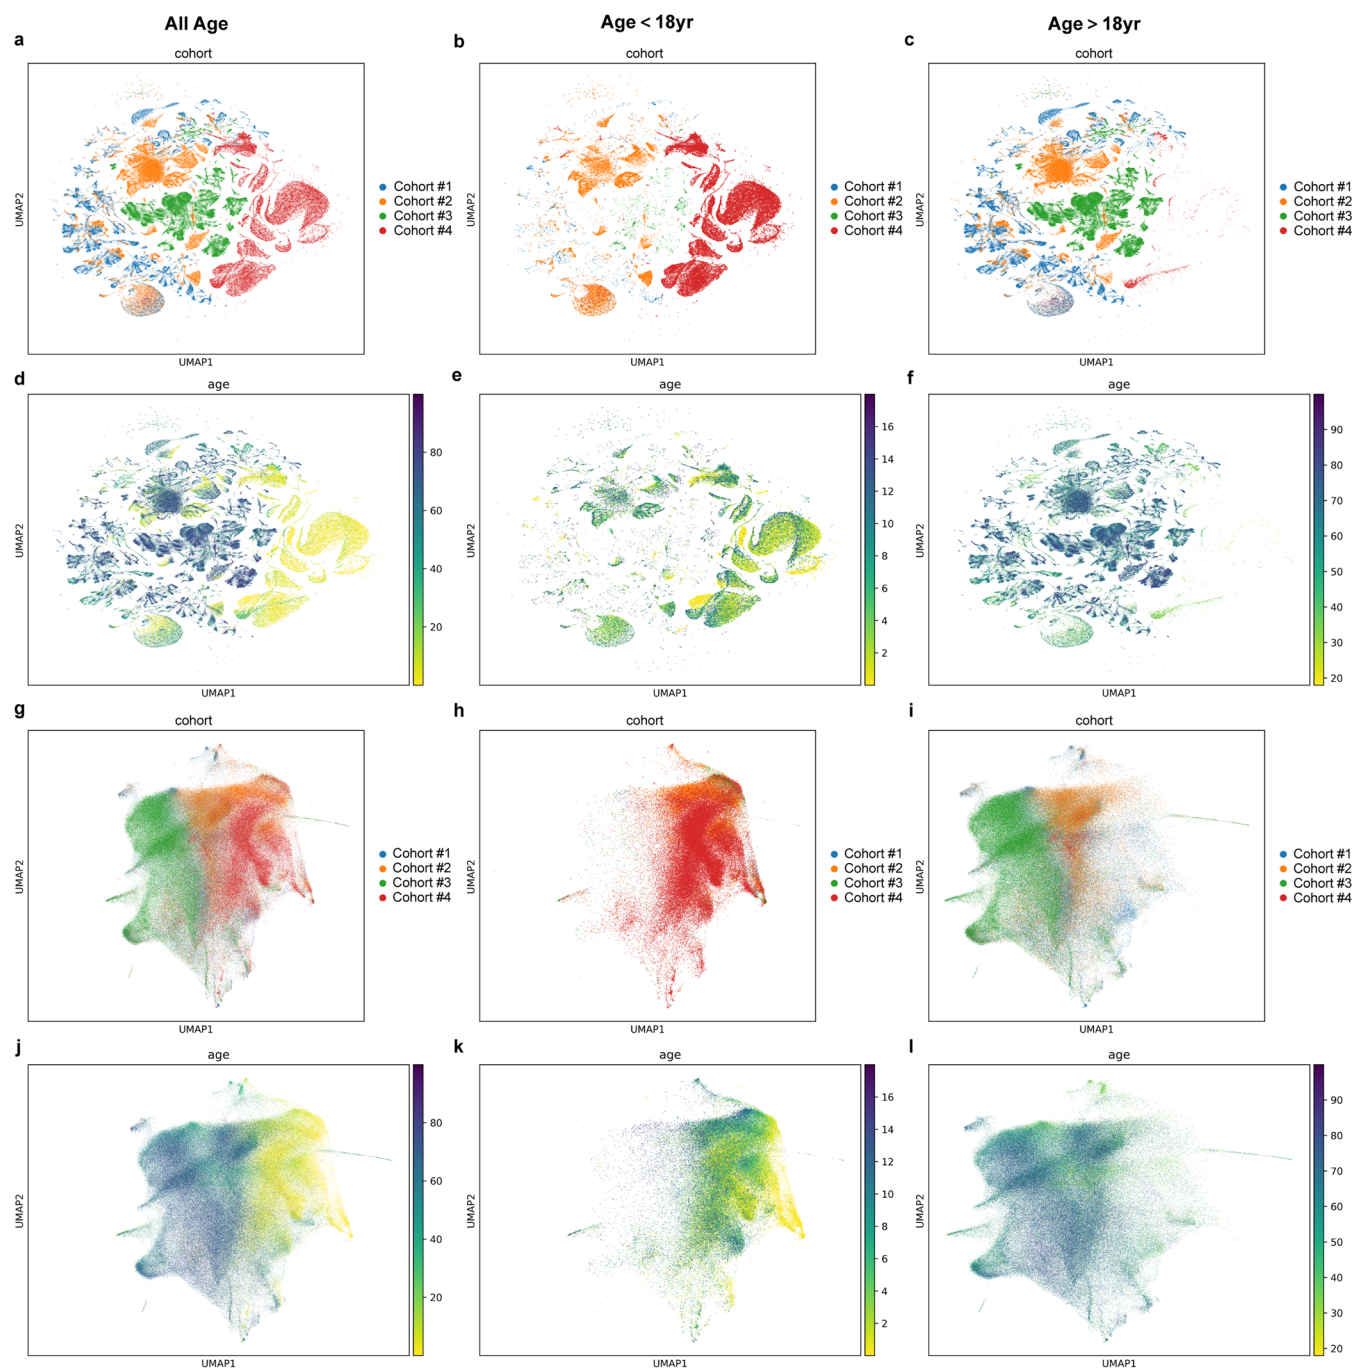 All Age
Age < 18yr
Age > 18yr
a
cohort
UMAP2
UMAP1
Cohort #1
Cohort #2
Cohort #3
Cohort #4
b
cohort
UMAP2
UMAP1
Cohort #1
Cohort #2
Cohort #3
Cohort #4
c
cohort
UMAP2
UMAP1
Cohort #1
Cohort #2
Cohort #3
Cohort #4
d
age
UMAP2
UMAP1
80
60
40
20
e
age
UMAP2
UMAP1
16
14
12
10
8
6
4
2
f
age
UMAP2
UMAP1
90
80
70
60
50
40
30
20
g
cohort
UMAP2
UMAP1
Cohort #1
Cohort #2
Cohort #3
Cohort #4
h
cohort
UMAP2
UMAP1
Cohort #1
Cohort #2
Cohort #3
Cohort #4
i
cohort
UMAP2
UMAP1
Cohort #1
Cohort #2
Cohort #3
Cohort #4
j
age
UMAP2
UMAP1
80
60
40
20
k
age
UMAP2
UMAP1
16
14
12
10
8
6
4
2
l
age
UMAP2
UMAP1
90
80
70
60
50
40
30
20